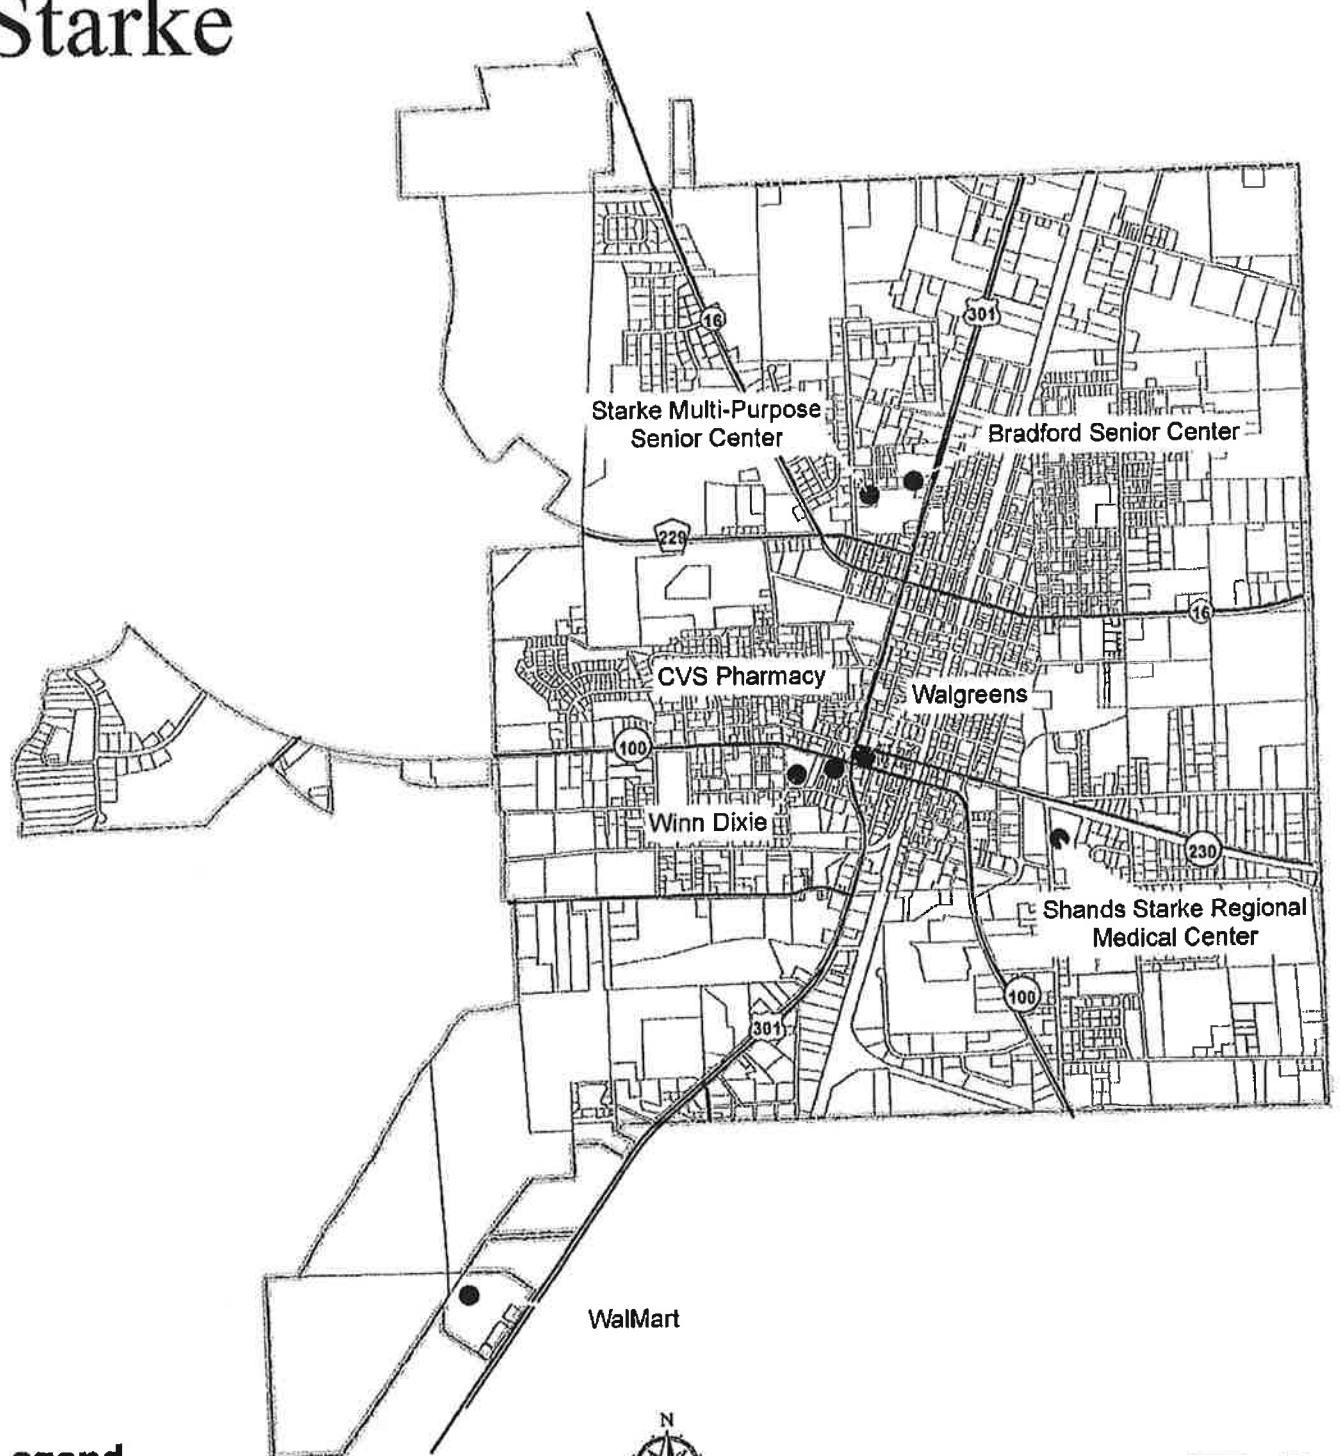 Starke
16
301
Starke Multi-Purpose
Senior Center
Bradford Senior Center
229
16
CVS Pharmacy
Walgreens
100
Winn Dixie
230
Shands Starke Regional
Medical Center
100
301
WalMart
N